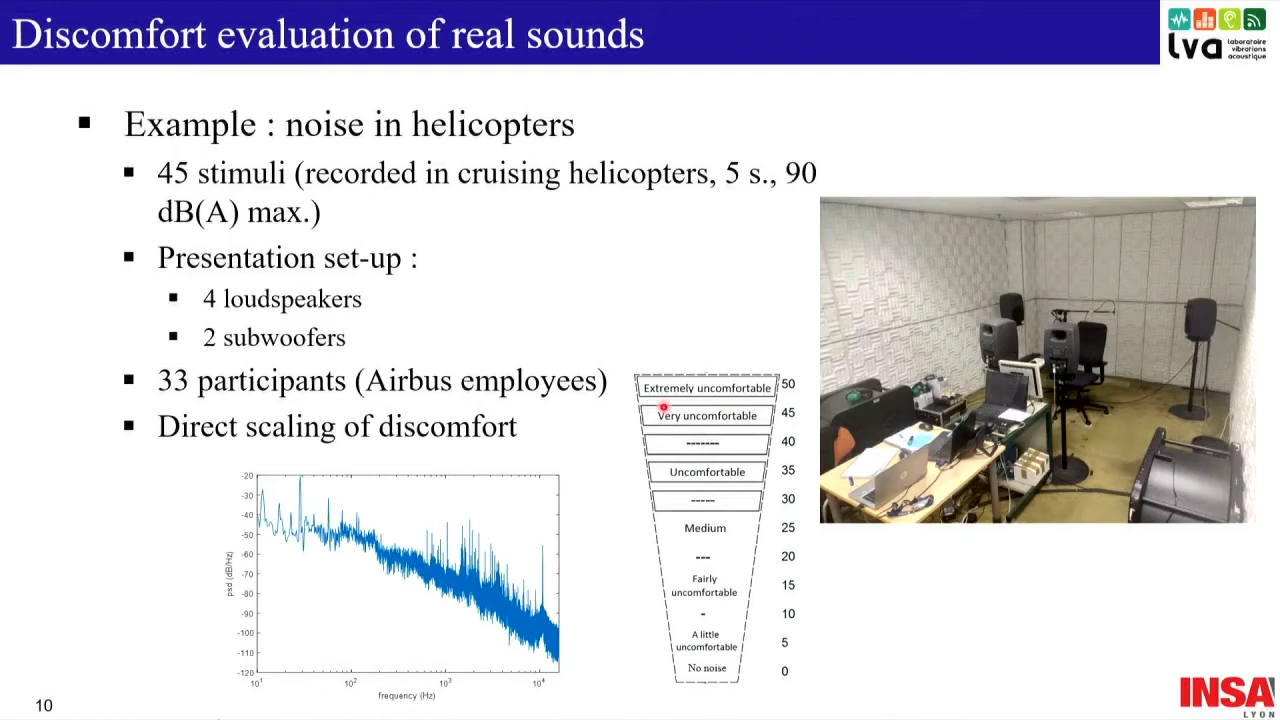 Discomfort evaluation of real sounds
lva laboratoire
vibrations
acoustique
Example : noise in helicopters
45 stimuli (recorded in cruising helicopters, 5 s., 90
dB(A) max.)
Presentation set-up :
4 loudspeakers
2 subwoofers
33 participants (Airbus employees)
Direct scaling of discomfort
Extremely uncomfortable 50
Very uncomfortable 45
------- 40
Uncomfortable 35
----- 30
Medium 25
--- 20
Fairly
uncomfortable 15
- 10
A little
uncomfortable 5
No noise 0
-20
-30
-40
-50
-60
-70
-80
-90
-100
-110
-120
psd (dB/Hz)
10¹ 10² 10³ 10⁴
frequency (Hz)
10
INSA
LYON